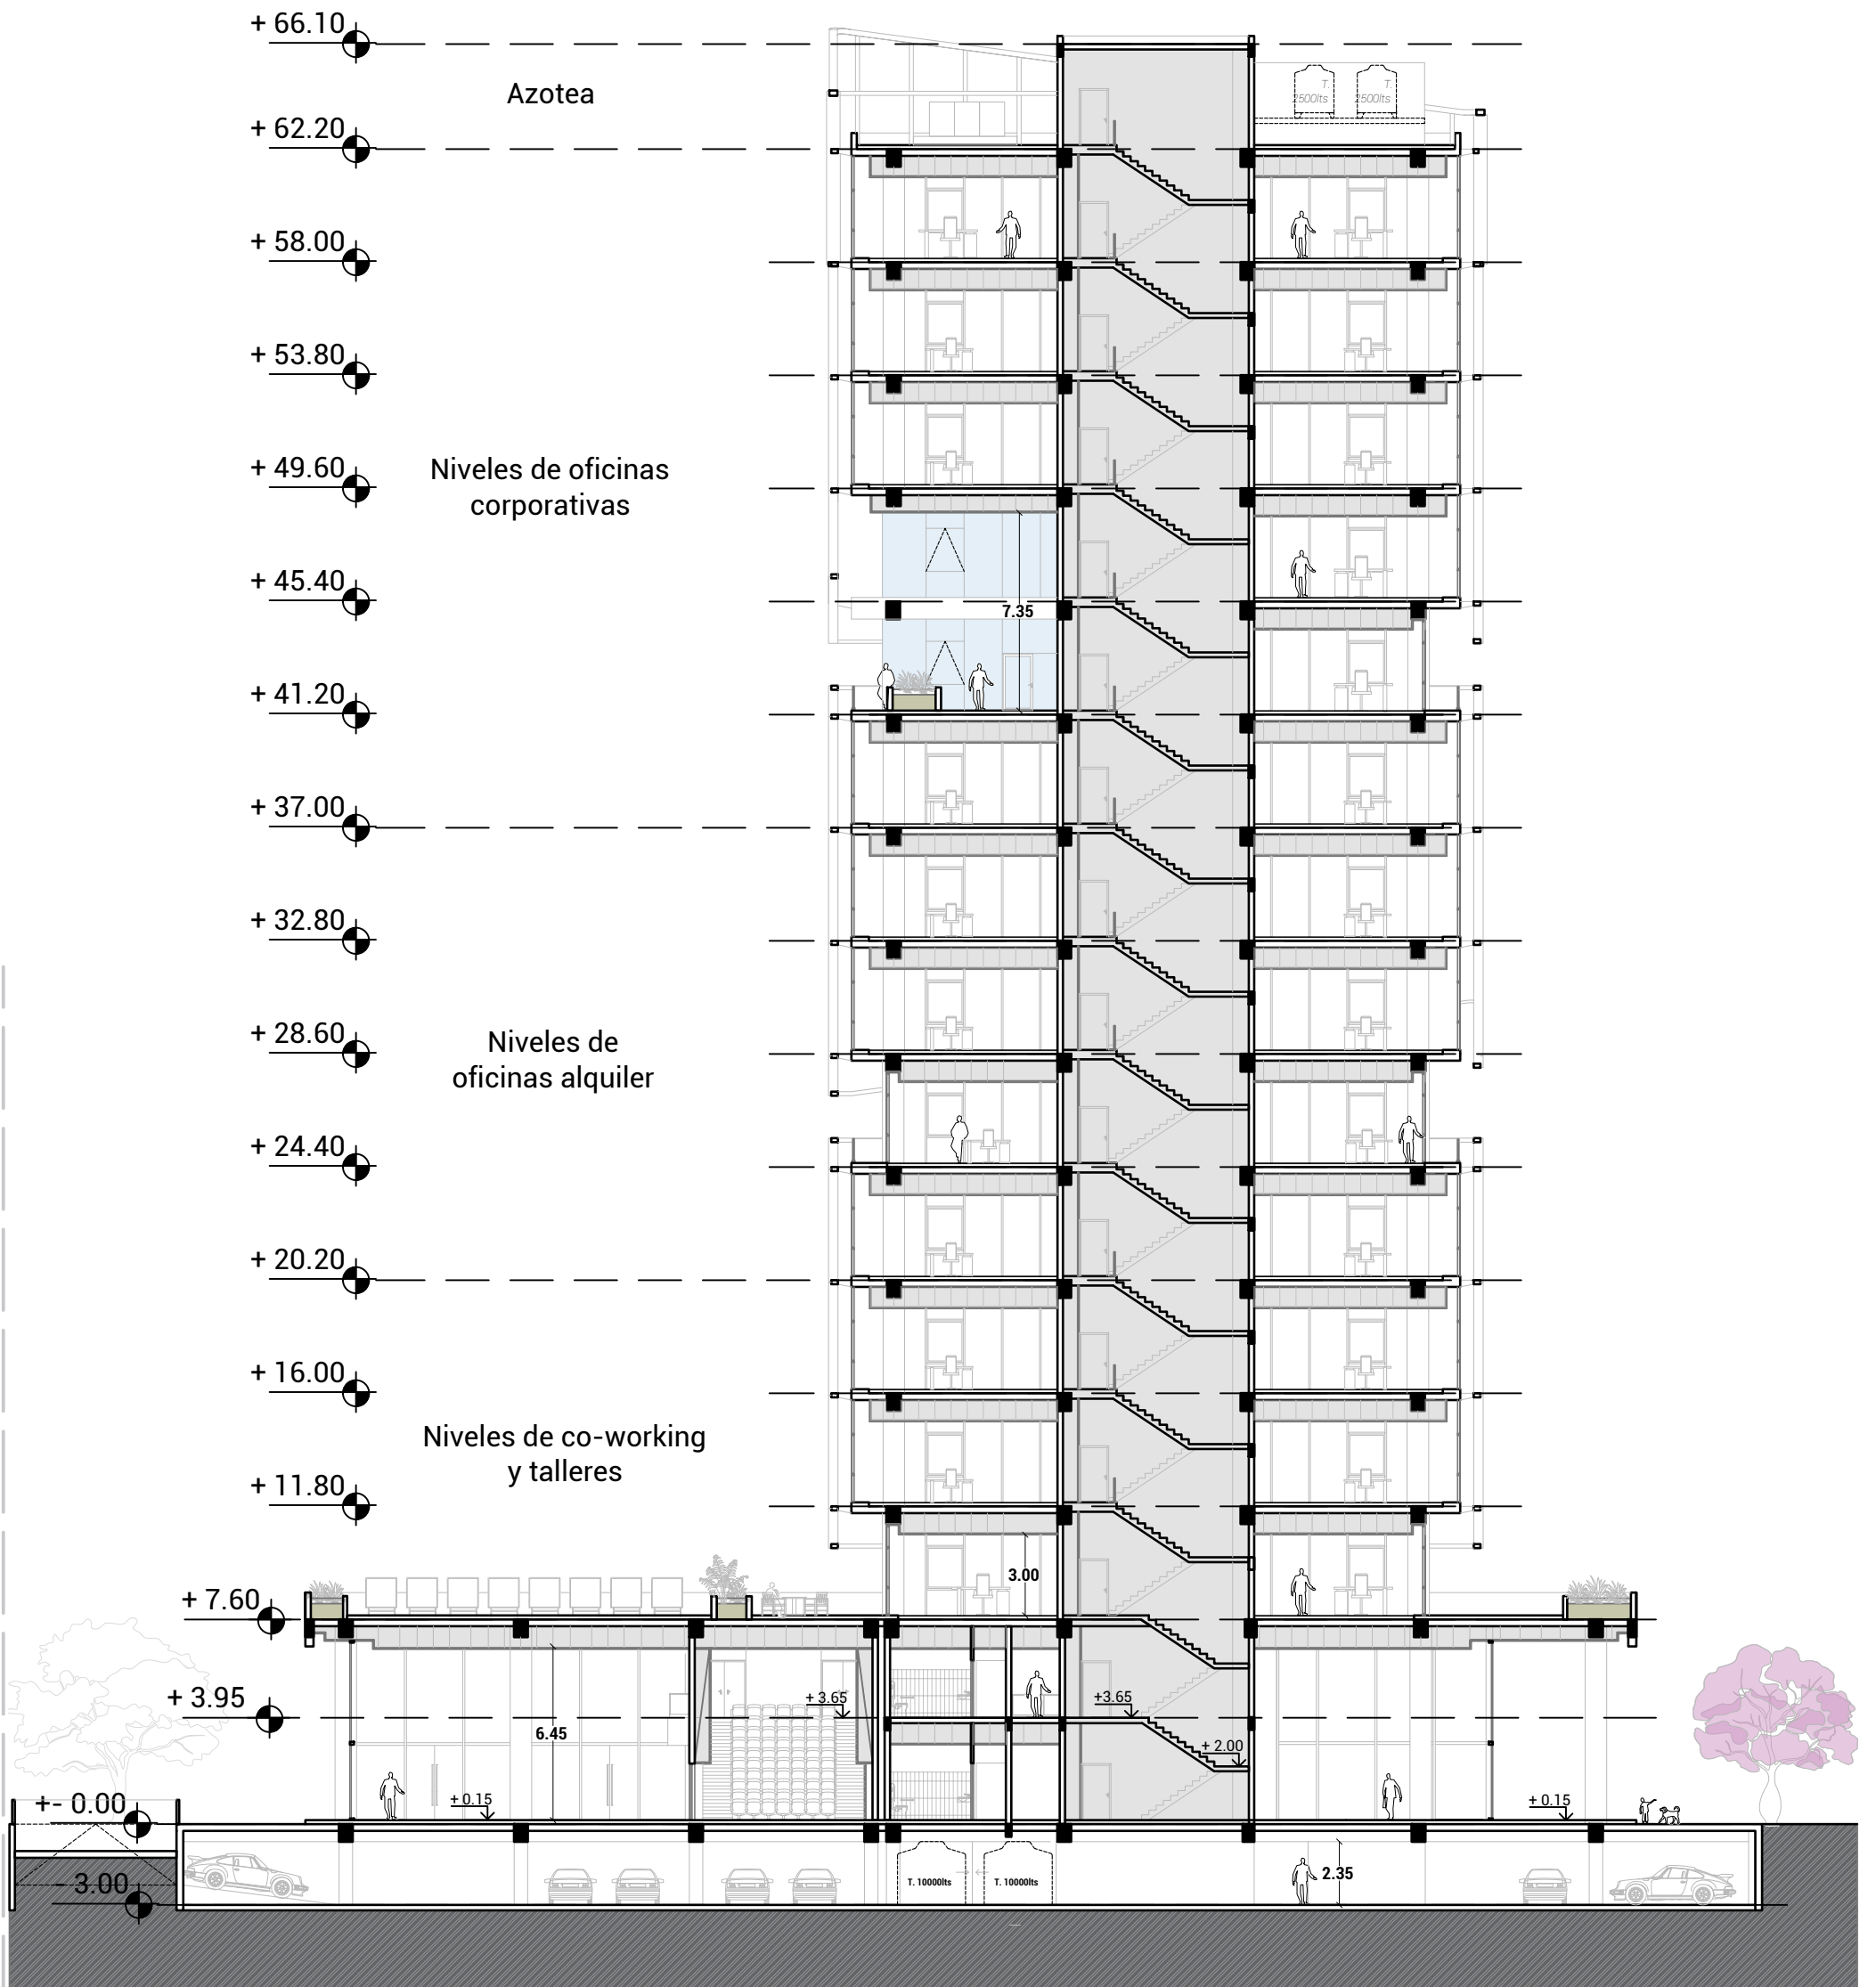 + 66.10
Azotea
T.
2500lts
T.
2500lts
+ 62.20
+ 58.00
+ 53.80
+ 49.60
Niveles de oficinas
corporativas
+ 45.40
7.35
+ 41.20
+ 37.00
+ 32.80
+ 28.60
Niveles de
oficinas alquiler
+ 24.40
+ 20.20
+ 16.00
Niveles de co-working
y talleres
+ 11.80
3.00
+ 7.60
+ 3.95
+ 3.65
+3.65
6.45
+ 2.00
+- 0.00
+ 0.15
+ 0.15
- 3.00
T. 10000lts
T. 10000lts
2.35